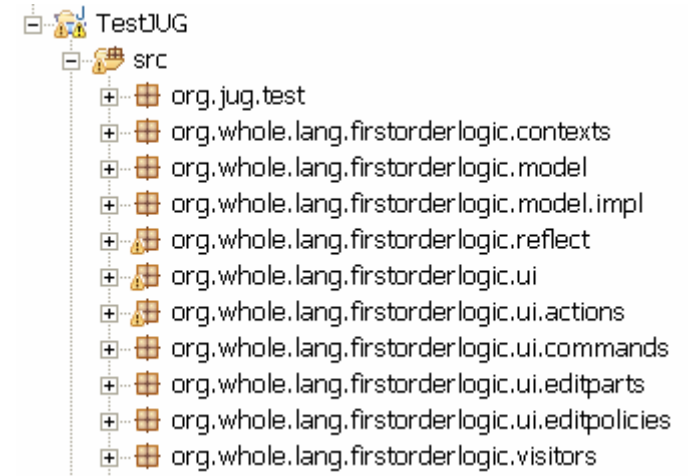 TestJUG
src
org.jug.test
org.whole.lang.firstorderlogic.contexts
org.whole.lang.firstorderlogic.model
org.whole.lang.firstorderlogic.model.impl
org.whole.lang.firstorderlogic.reflect
org.whole.lang.firstorderlogic.ui
org.whole.lang.firstorderlogic.ui.actions
org.whole.lang.firstorderlogic.ui.commands
org.whole.lang.firstorderlogic.ui.editparts
org.whole.lang.firstorderlogic.ui.editpolicies
org.whole.lang.firstorderlogic.visitors